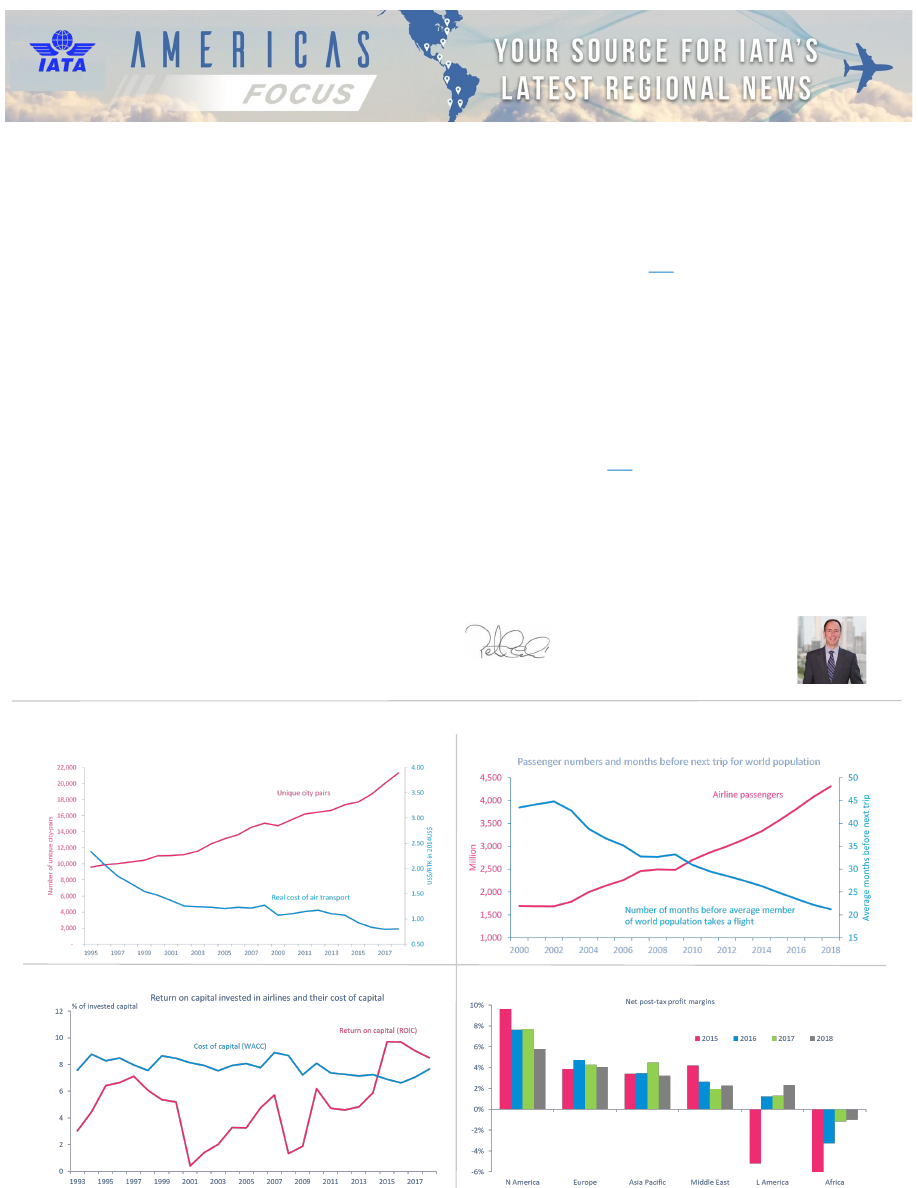 IATA
AMERICAS
FOCUS
YOUR SOURCE FOR IATA'S
LATEST REGIONAL NEWS
22,000
20,000
18,000
16,000
14,000
12,000
10,000
8,000
6,000
4,000
2,000
-
Number of unique city-pairs
Unique city pairs
Real cost of air transport
4.00
3.50
3.00
2.50
2.00
1.50
1.00
0.50
US$/RTK in 2014US$
1995 1997 1999 2001 2003 2005 2007 2009 2011 2013 2015 2017
Passenger numbers and months before next trip for world population
4,500
4,000
3,500
3,000
2,500
2,000
1,500
1,000
Million
Airline passengers
Number of months before average member
of world population takes a flight
50
45
40
35
30
25
20
15
Average months before next trip
2000 2002 2004 2006 2008 2010 2012 2014 2016 2018
Return on capital invested in airlines and their cost of capital
% of invested capital
12
10
8
6
4
2
0
Return on capital (ROIC)
Cost of capital (WACC)
1993 1995 1997 1999 2001 2003 2005 2007 2009 2011 2013 2015 2017
Net post-tax profit margins
10%
8%
6%
4%
2%
0%
-2%
-4%
-6%
2015 2016 2017 2018
N America Europe Asia Pacific Middle East L America Africa